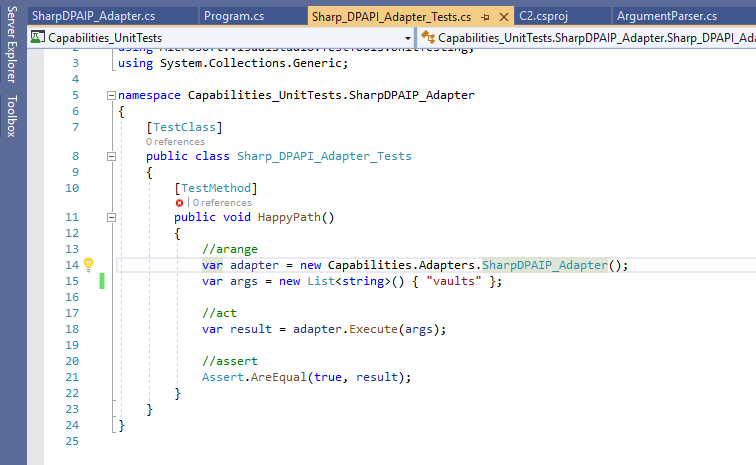 Server Explorer
Toolbox
SharpDPAIP_Adapter.cs
Program.cs
Sharp_DPAPI_Adapter_Tests.cs
C2.csproj
ArgumentParser.cs
Capabilities_UnitTests
Capabilities_UnitTests.SharpDPAIP_Adapter.Sharp_DPAPI_Ada
2 using Microsoft.VisualStudio.TestTools.UnitTesting;
3 using System.Collections.Generic;
4
5 namespace Capabilities_UnitTests.SharpDPAIP_Adapter
6 {
7 [TestClass]
0 references
8 public class Sharp_DPAPI_Adapter_Tests
9 {
10 [TestMethod]
0 references
11 public void HappyPath()
12 {
13 //arange
14 var adapter = new Capabilities.Adapters.SharpDPAIP_Adapter();
15 var args = new List<string>() { "vaults" };
16
17 //act
18 var result = adapter.Execute(args);
19
20 //assert
21 Assert.AreEqual(true, result);
22 }
23 }
24 }
25